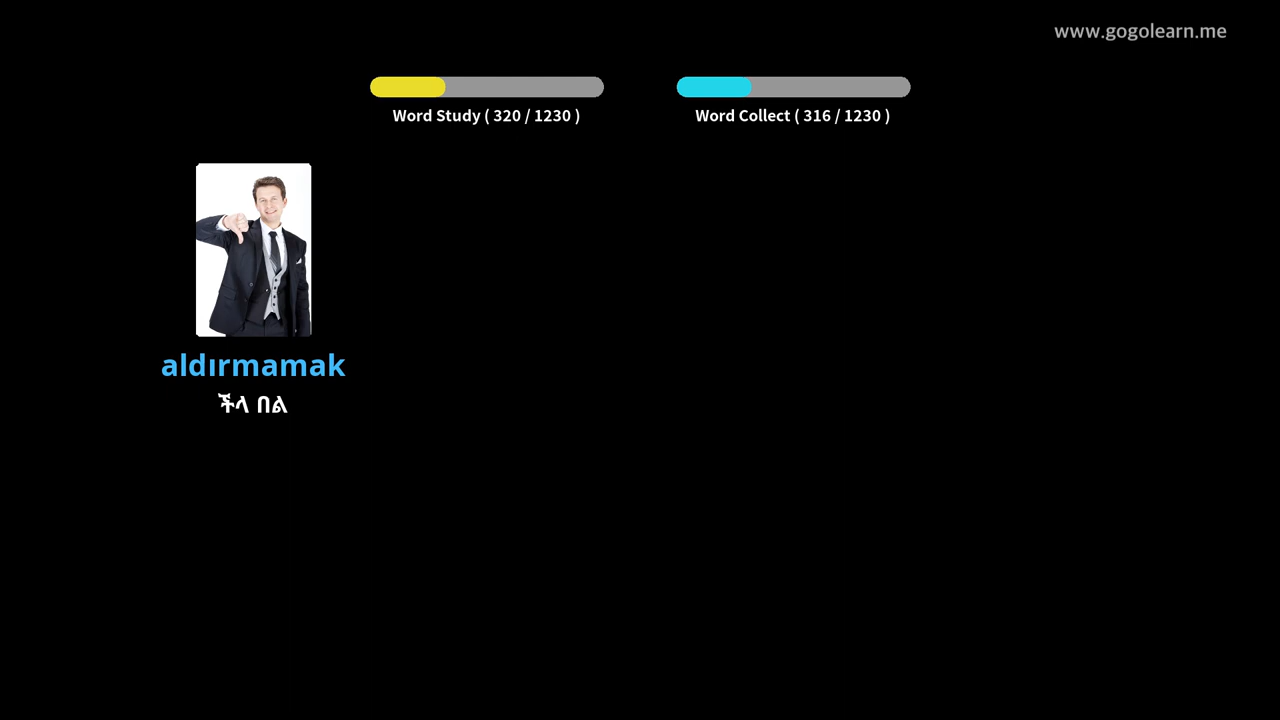 www.gogolearn.me
Word Study ( 320 / 1230 )
Word Collect ( 316 / 1230 )
aldırmamak
ችላ በል